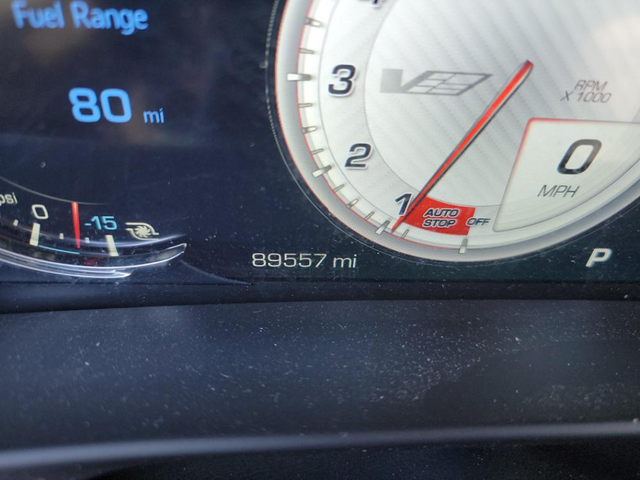 Fuel Range
80 mi
psi
0
-15
3
2
1
RPM
X 1000
0
MPH
AUTO
STOP
OFF
89557 mi
P